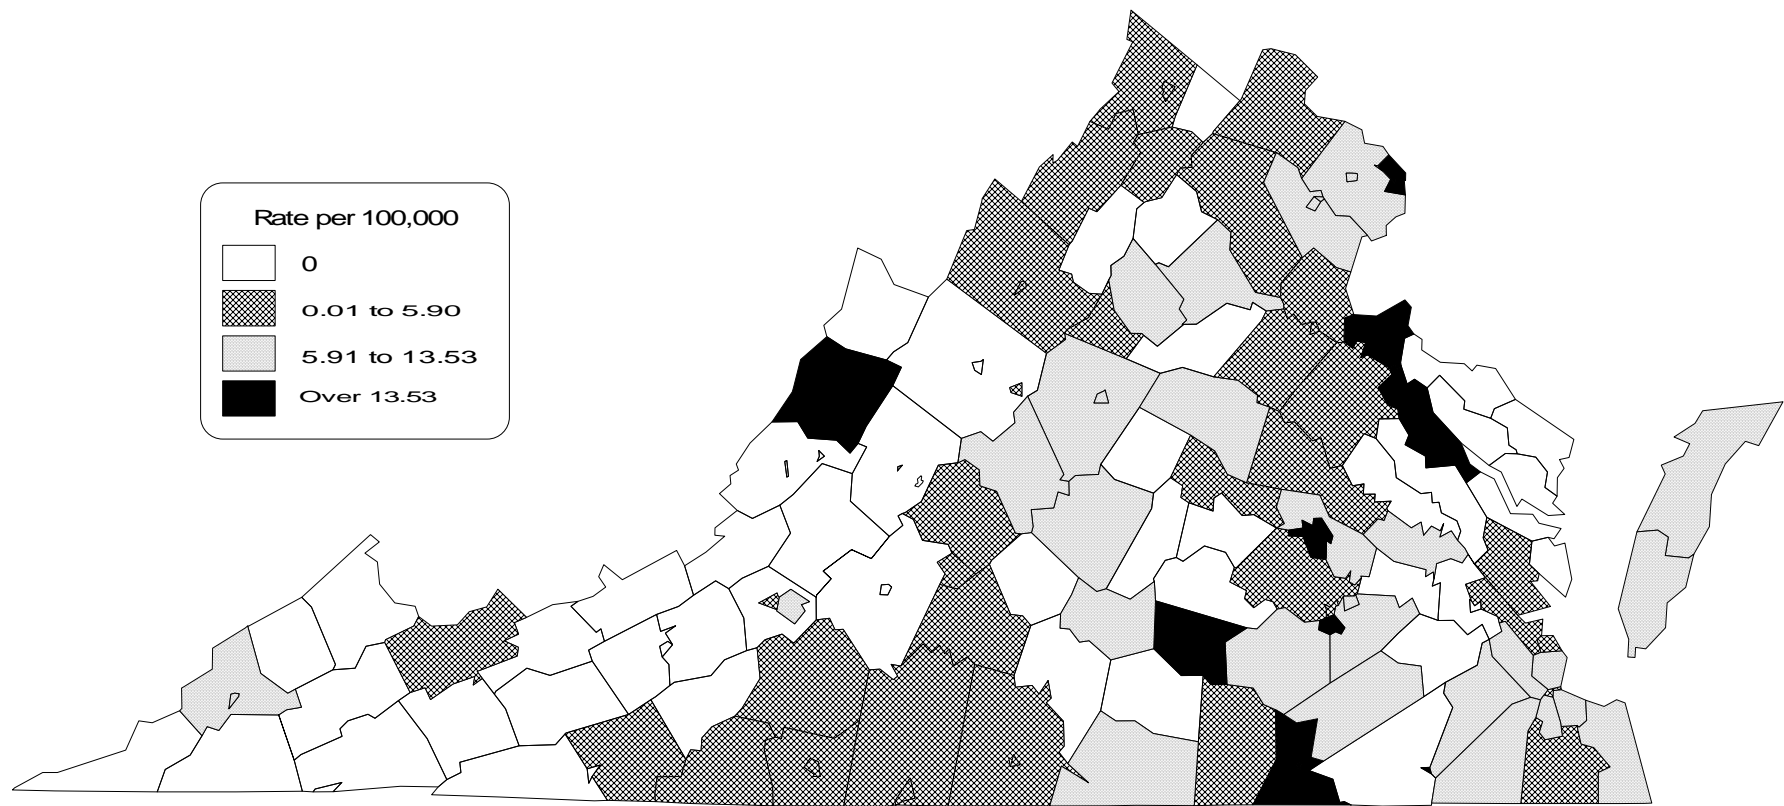 Rate per 100,000
0
0.01 to 5.90
5.91 to 13.53
Over 13.53